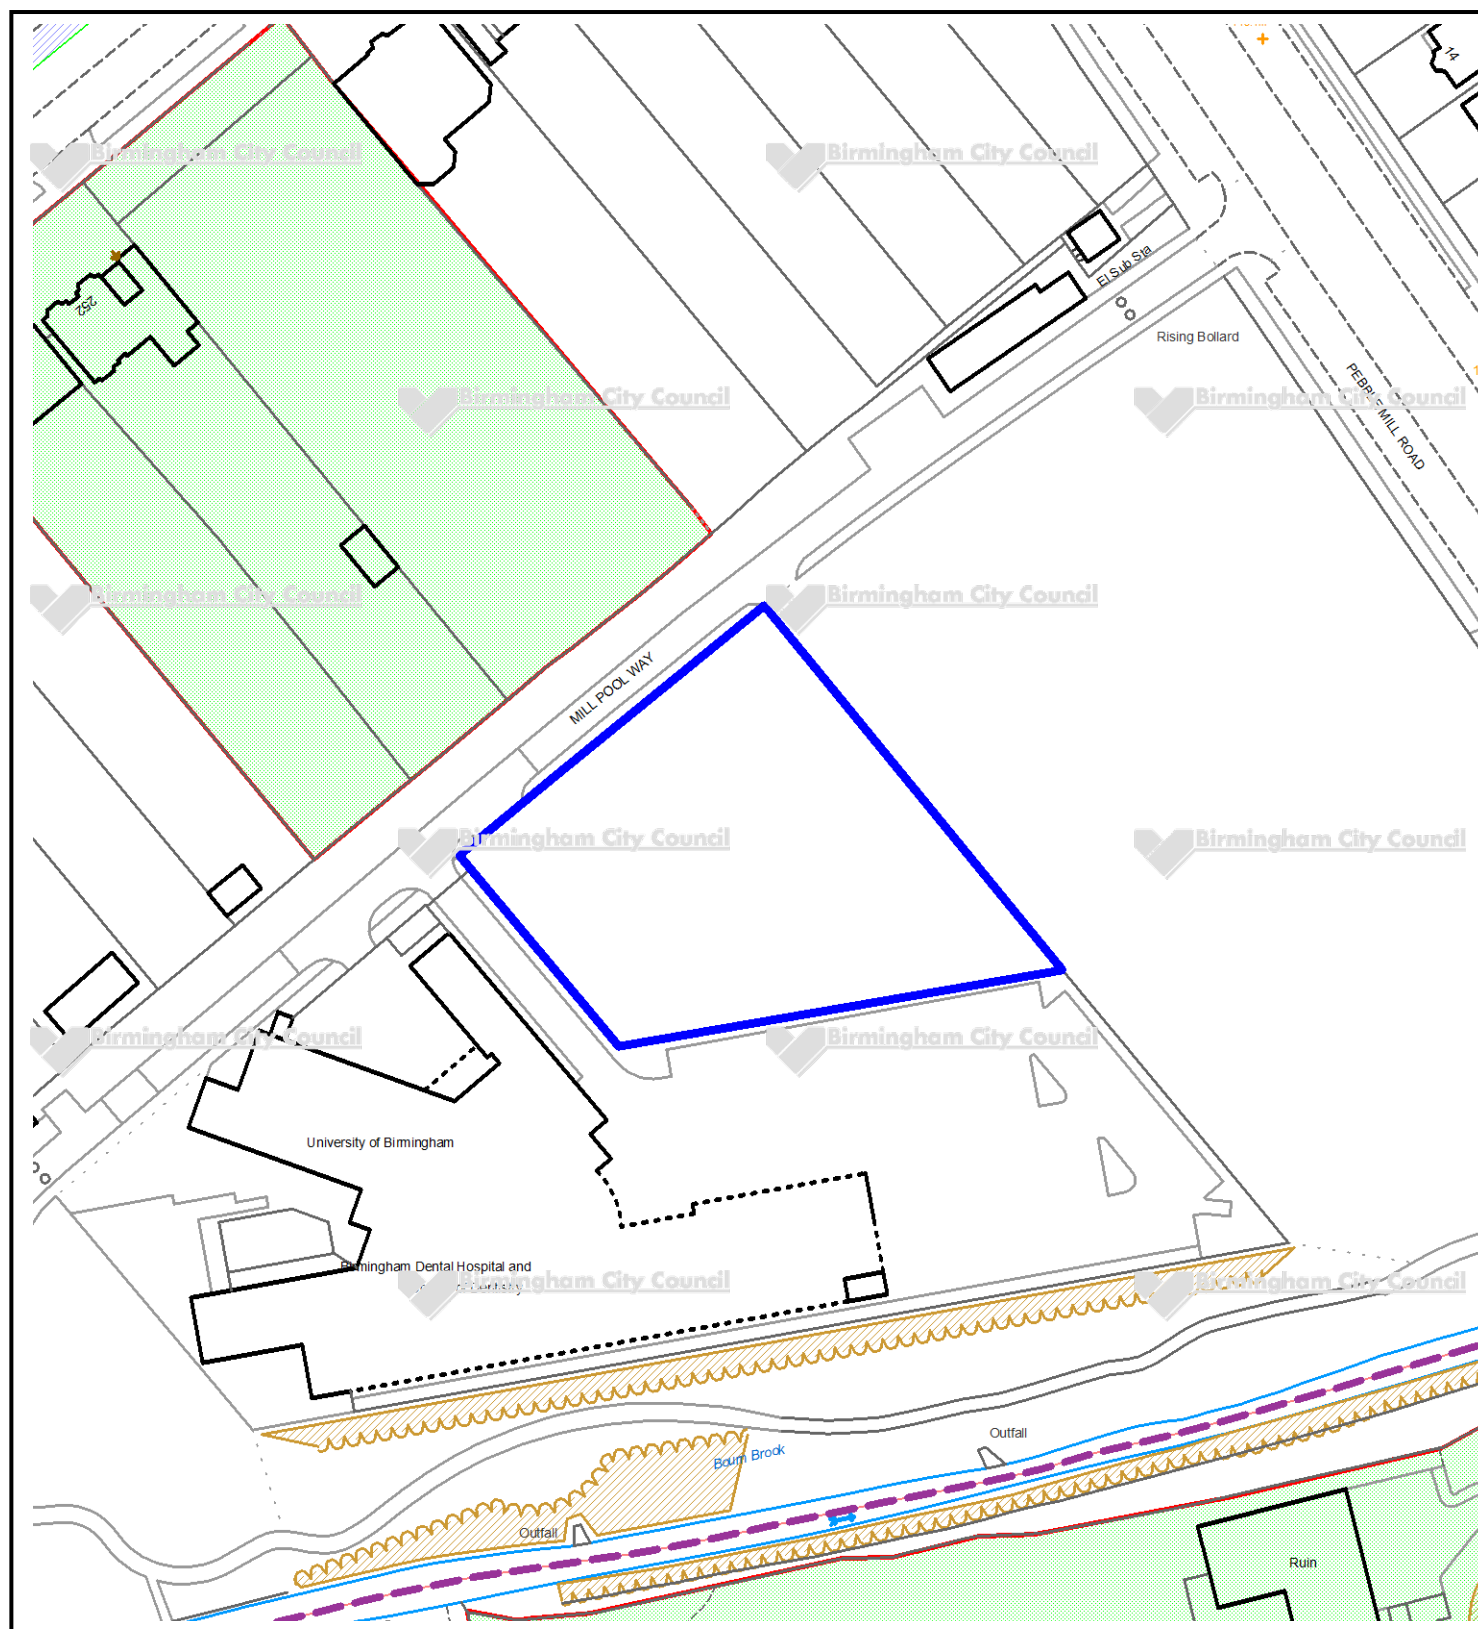 14
Birmingham City Council
Birmingham City Council
252
El Sub Sta
Rising Bollard
PEBBLE MILL ROAD
Birmingham City Council
Birmingham City Council
Birmingham City Council
Birmingham City Council
MILL POOL WAY
Birmingham City Council
Birmingham City Council
Birmingham City Council
Birmingham City Council
University of Birmingham
Birmingham Dental Hospital and
Birmingham City Council
Birmingham City Council
Outfall
Bourn Brook
Outfall
Ruin